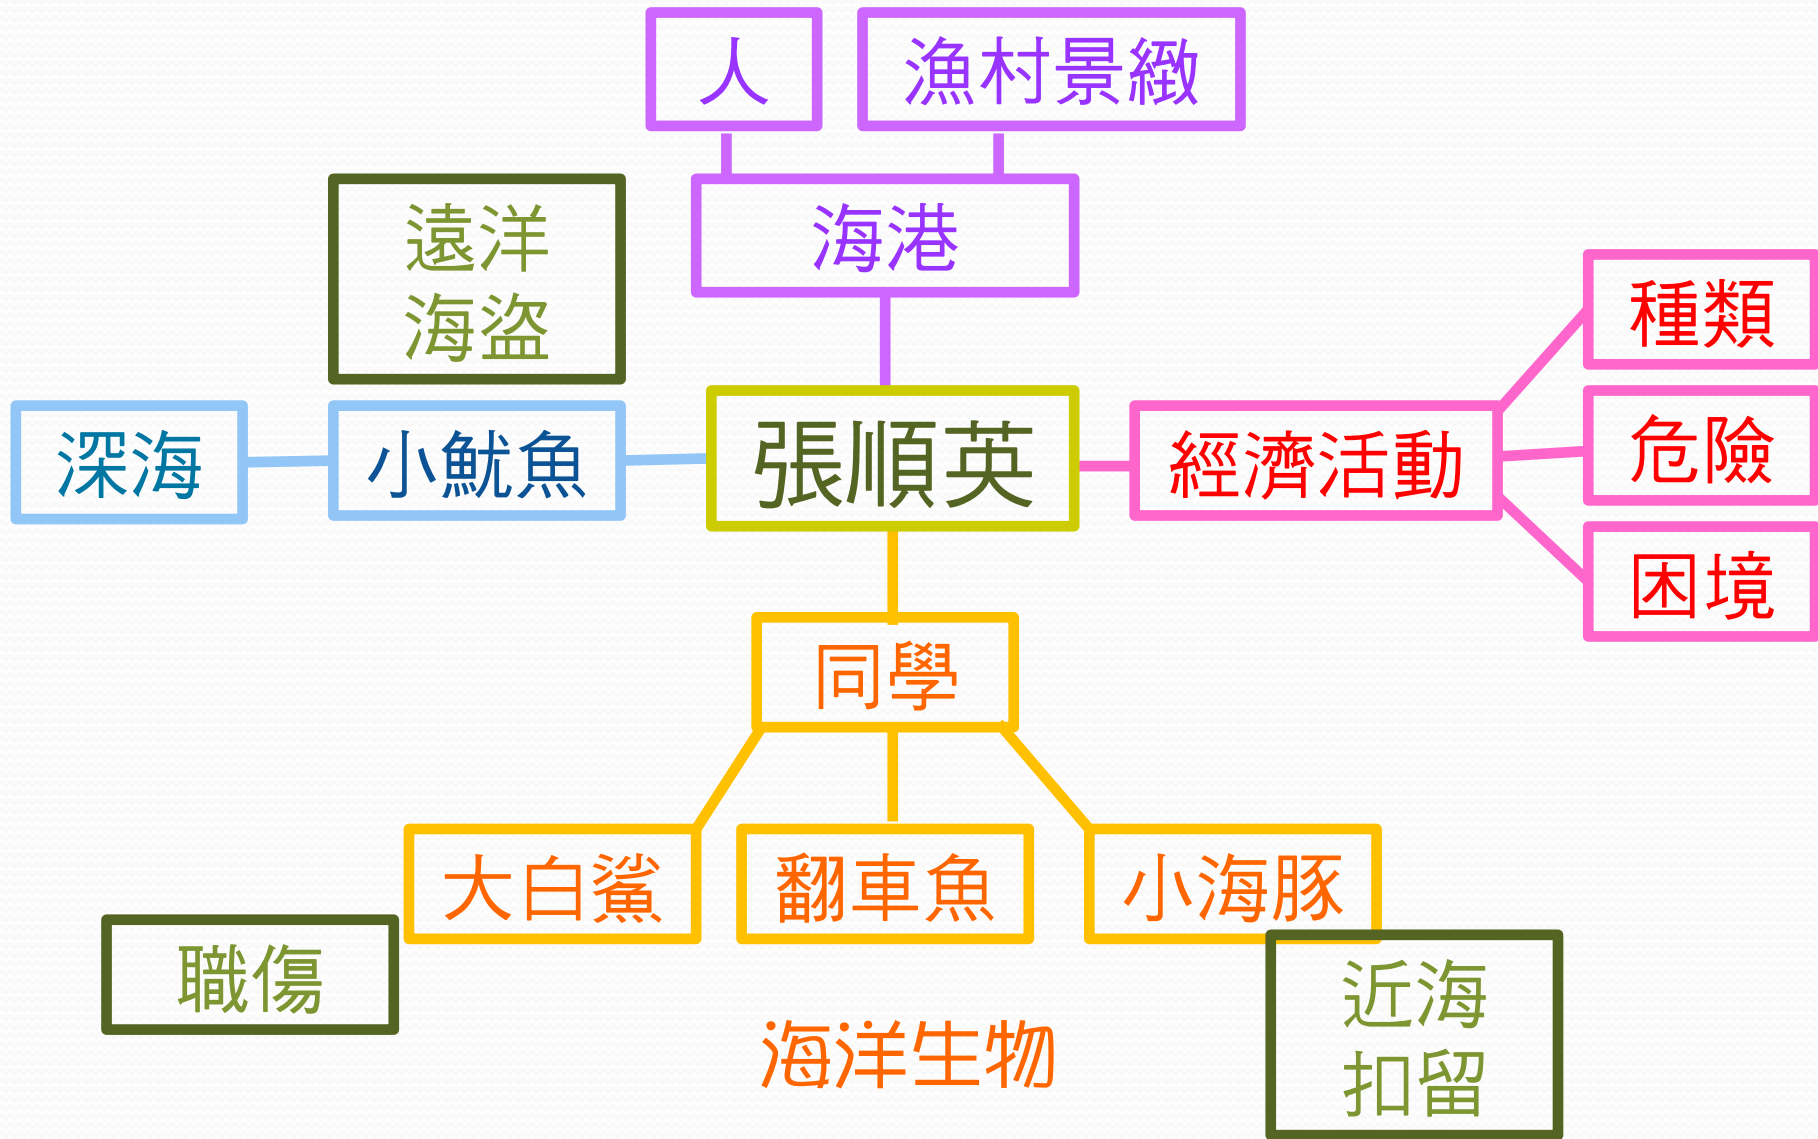 人
漁村景緻
遠洋
海盜
海港
種類
深海
小魷魚
張順英
經濟活動
危險
困境
同學
大白鯊
翻車魚
小海豚
職傷
近海
扣留
海洋生物